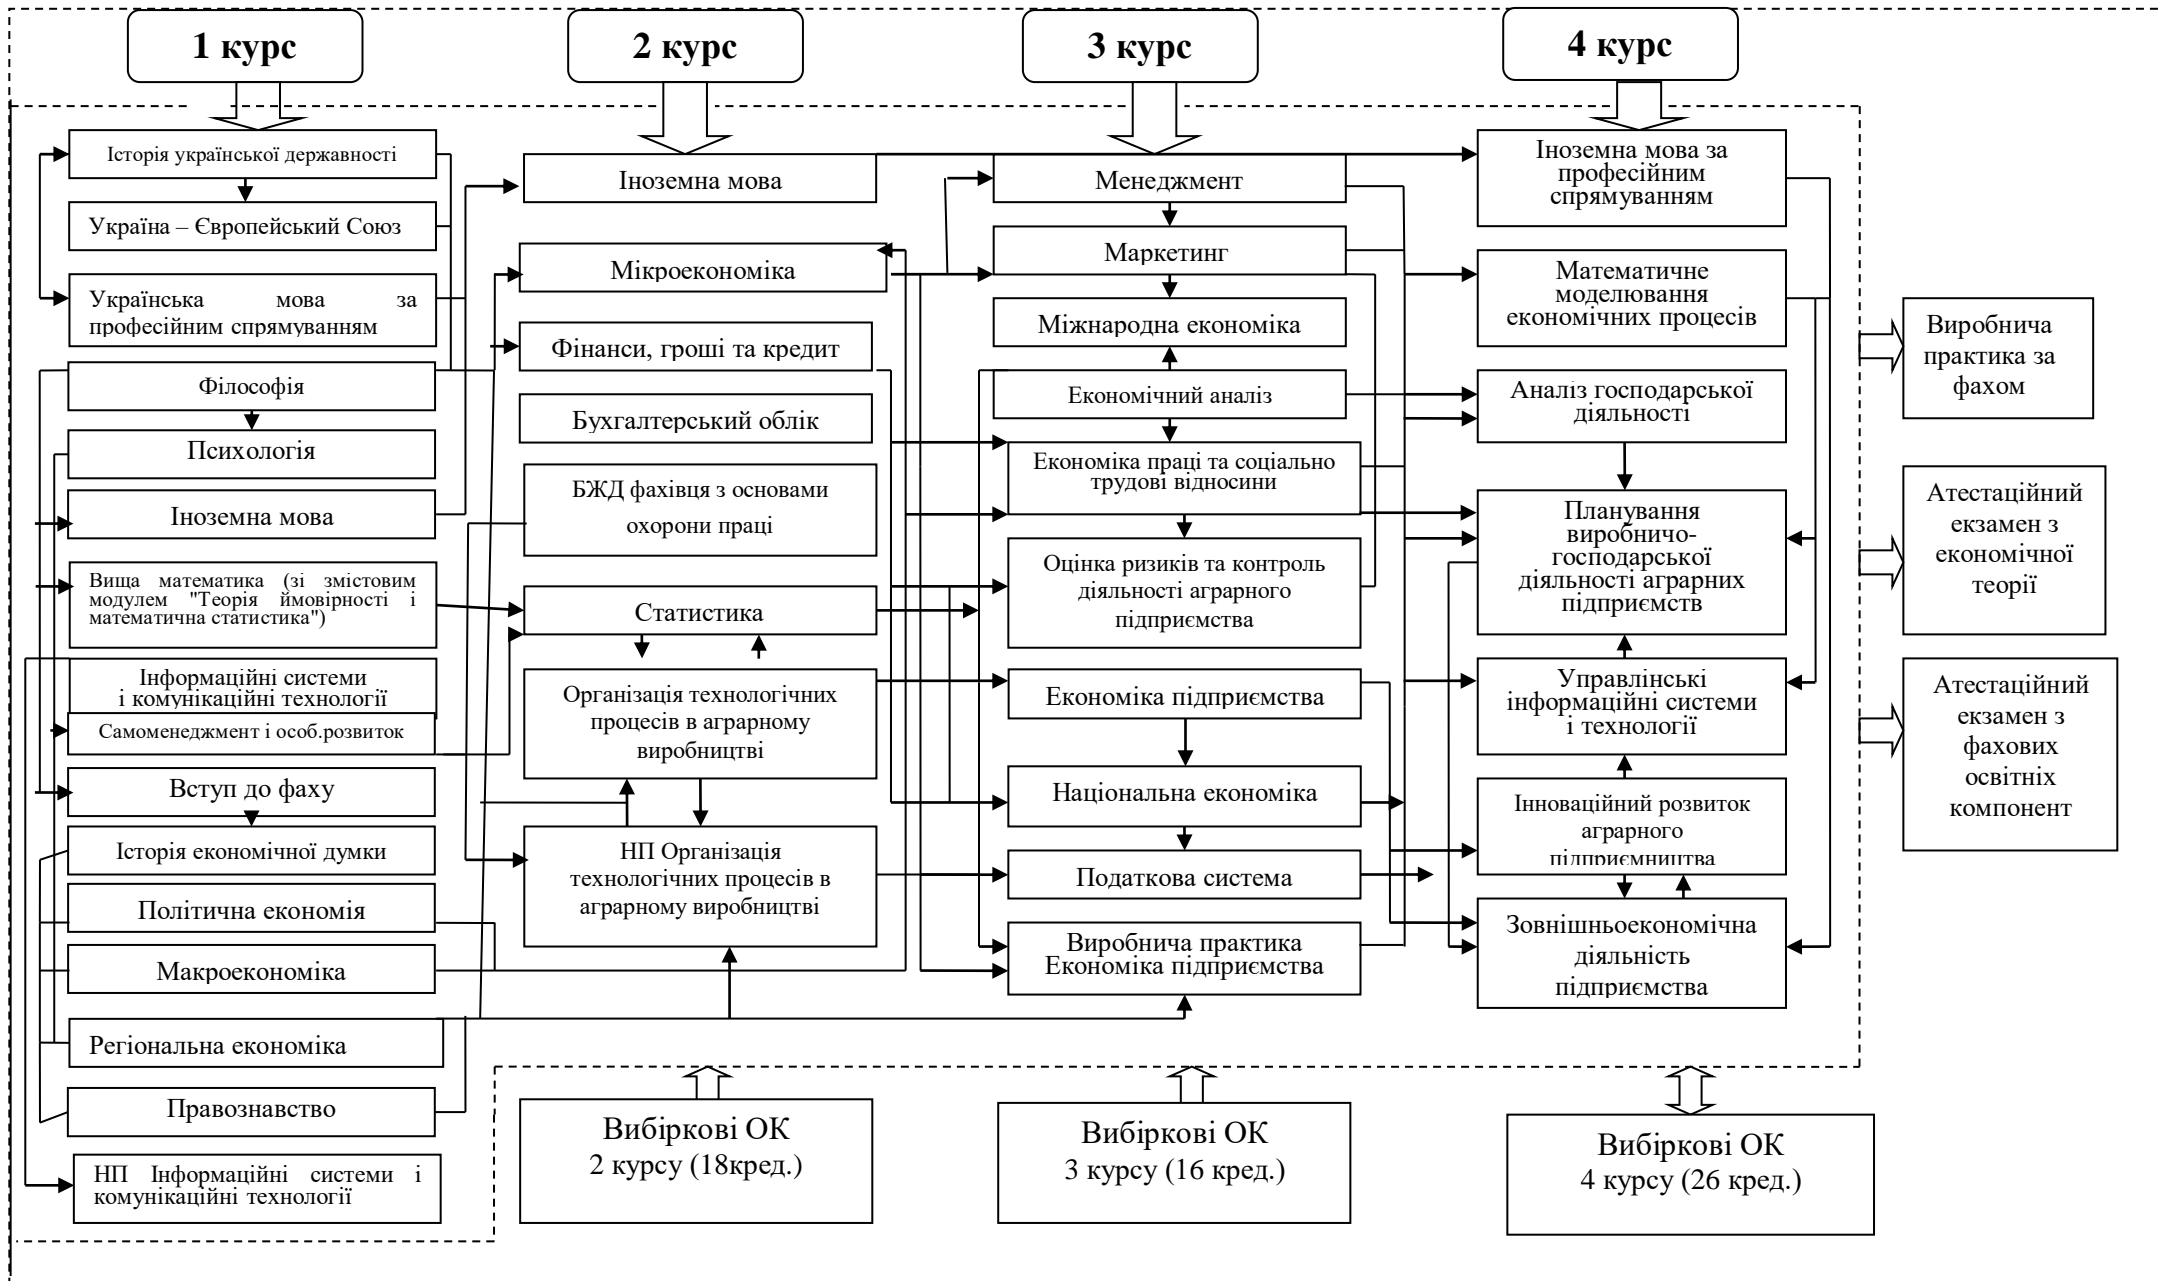 1 курс
2 курс
3 курс
4 курс
Історія української державності
Україна – Європейський Союз
Українська мова за
професійним спрямуванням
Філософія
Психологія
Іноземна мова
Вища математика (зі змістовим
модулем "Теорія ймовірності і
математична статистика")
Інформаційні системи
і комунікаційні технології
Самоменеджмент і особ.розвиток
Вступ до фаху
Історія економічної думки
Політична економія
Макроекономіка
Регіональна економіка
Правознавство
НП Інформаційні системи і
комунікаційні технології
Іноземна мова
Мікроекономіка
Фінанси, гроші та кредит
Бухгалтерський облік
БЖД фахівця з основами
охорони праці
Статистика
Організація технологічних
процесів в аграрному
виробництві
НП Організація
технологічних процесів в
аграрному виробництві
Вибіркові ОК
2 курсу (18кред.)
Менеджмент
Маркетинг
Міжнародна економіка
Економічний аналіз
Економіка праці та соціально
трудові відносини
Оцінка ризиків та контроль
діяльності аграрного
підприємства
Економіка підприємства
Національна економіка
Податкова система
Виробнича практика
Економіка підприємства
Вибіркові ОК
3 курсу (16 кред.)
Іноземна мова за
професійним
спрямуванням
Математичне
моделювання
економічних процесів
Аналіз господарської
діяльності
Планування
виробничо-
господарської
діяльності аграрних
підприємств
Управлінські
інформаційні системи
і технології
Інноваційний розвиток
аграрного
підприємництва
Зовнішньоекономічна
діяльність
підприємства
Вибіркові ОК
4 курсу (26 кред.)
Виробнича
практика за
фахом
Атестаційний
екзамен з
економічної
теорії
Атестаційний
екзамен з
фахових
освітніх
компонент